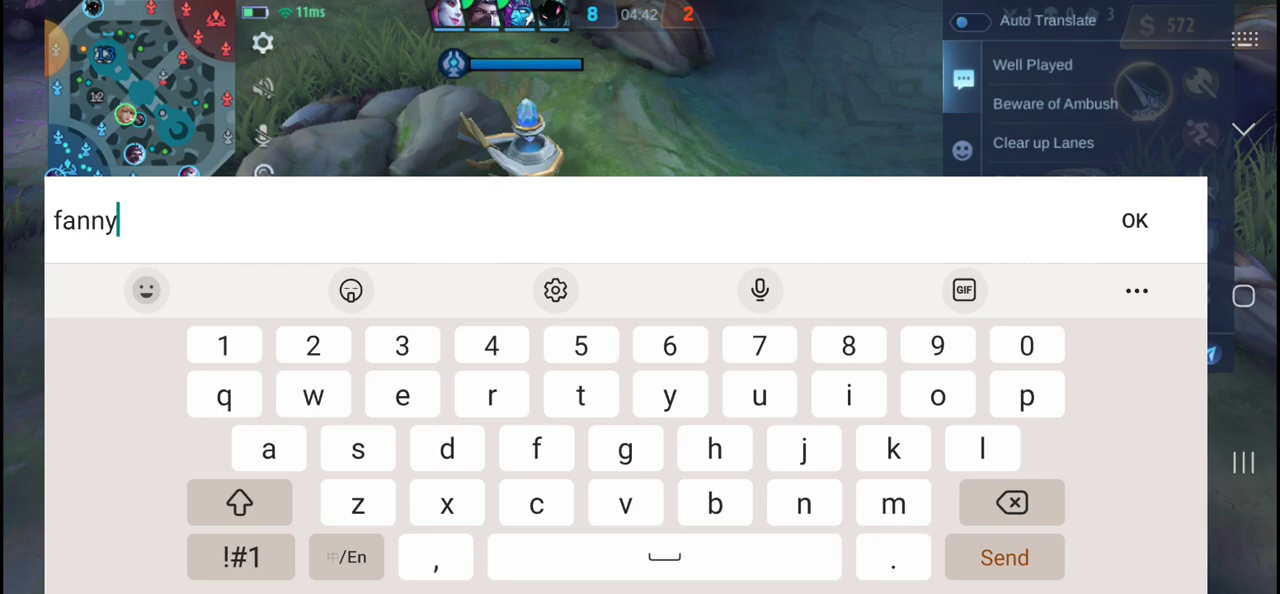 11ms
8 04:42 2
Auto Translate
572
Well Played
Beware of Ambush
Clear up Lanes
fanny
OK
GIF
1 2 3 4 5 6 7 8 9 0
q w e r t y u i o p
a s d f g h j k l
z x c v b n m
!#1 中/En , . Send